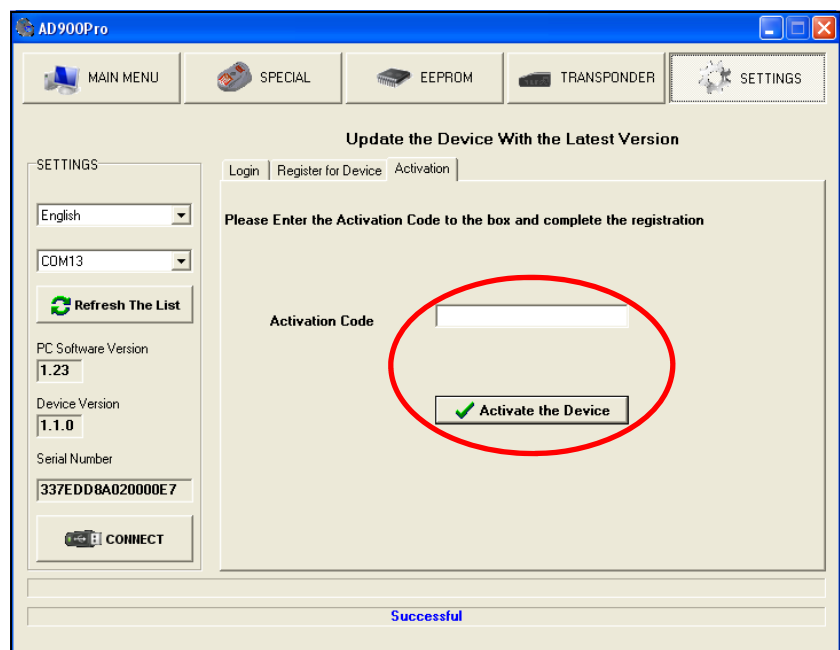 AD900Pro
MAIN MENU
SPECIAL
EEPROM
TRANSPONDER
SETTINGS
Update the Device With the Latest Version
SETTINGS
English
COM13
Refresh The List
PC Software Version
1.23
Device Version
1.1.0
Serial Number
337EDD8A020000E7
CONNECT
Login
Register for Device
Activation
Please Enter the Activation Code to the box and complete the registration
Activation Code
Activate the Device
Successful